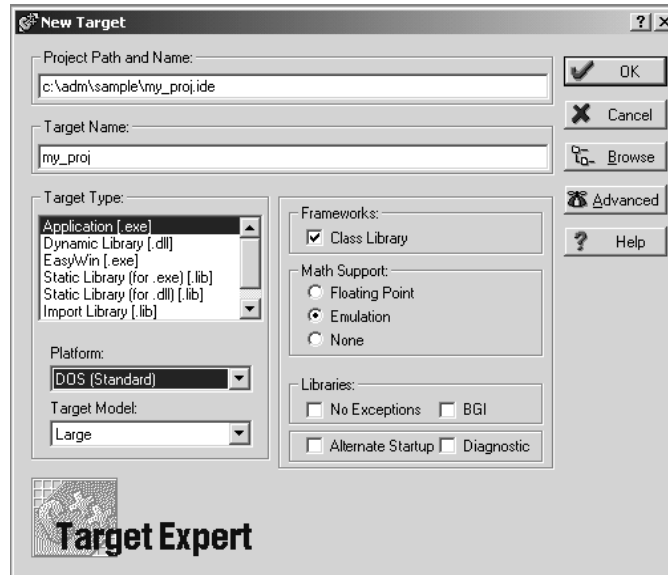 New Target
Project Path and Name:
c:\adm\sample\my_proj.ide
Target Name:
my_proj
Target Type:
Application [.exe]
Dynamic Library [.dll]
EasyWin [.exe]
Static Library (for .exe) [.lib]
Static Library (for .dll) [.lib]
Import Library [.lib]
Platform:
DOS (Standard)
Target Model:
Large
Frameworks:
Class Library
Math Support:
Floating Point
Emulation
None
Libraries:
No Exceptions BGI
Alternate Startup Diagnostic
OK
Cancel
Browse
Advanced
Help
Target Expert